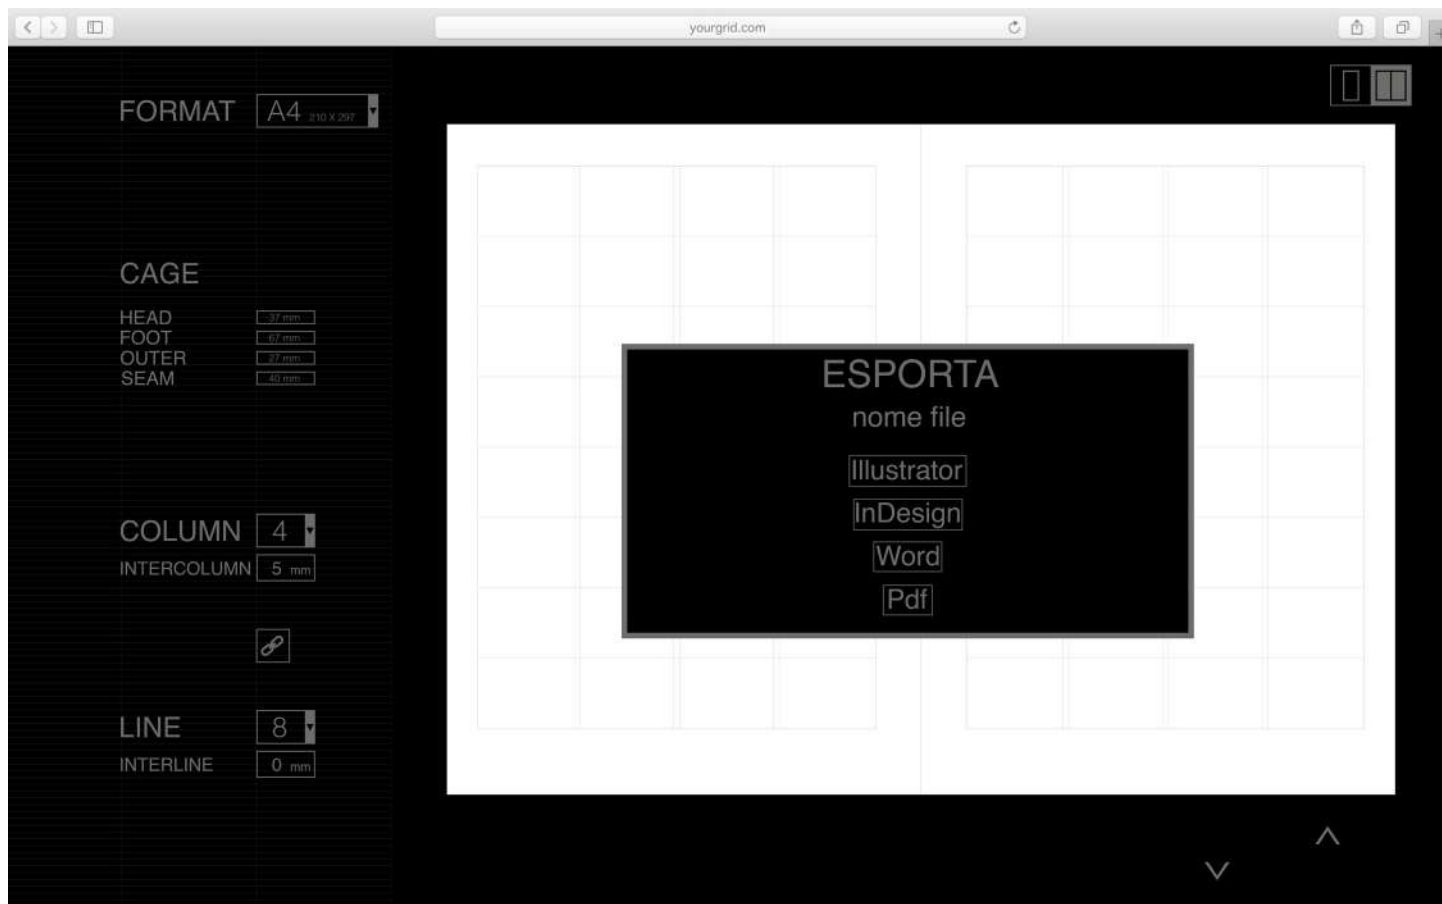 yourgrid.com
FORMAT A4 210 X 297
CAGE
HEAD 37 mm
FOOT 67 mm
OUTER 27 mm
SEAM 40 mm
COLUMN 4
INTERCOLUMN 5 mm
LINE 8
INTERLINE 0 mm
ESPORTA
nome file
Illustrator
InDesign
Word
Pdf